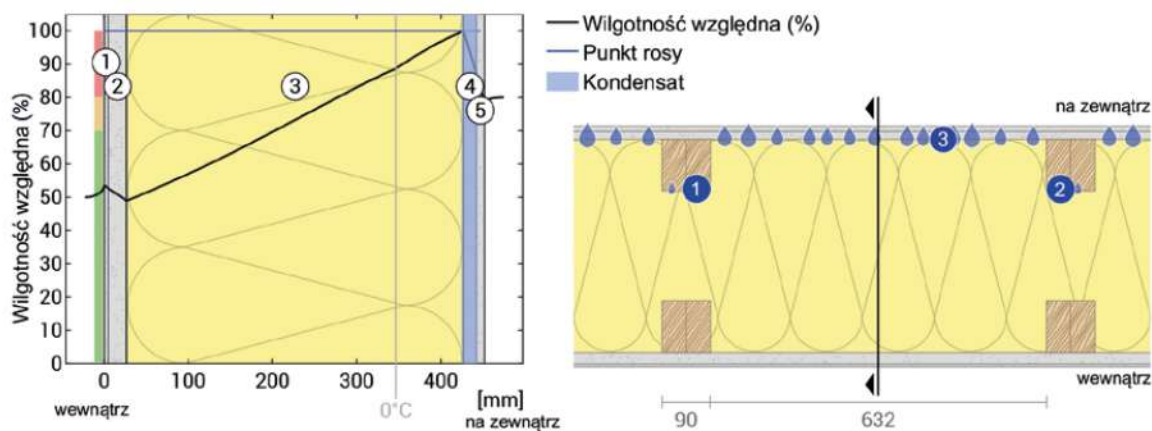 Wilgotność względna (%)
100
90
80
70
60
50
40
30
20
10
0
1
2
3
4
5
0
100
200
300
400
[mm]
wewnątrz
0°C
na zewnątrz
Wilgotność względna (%)
Punkt rosy
Kondensat
na zewnątrz
3
1
2
wewnątrz
90
632